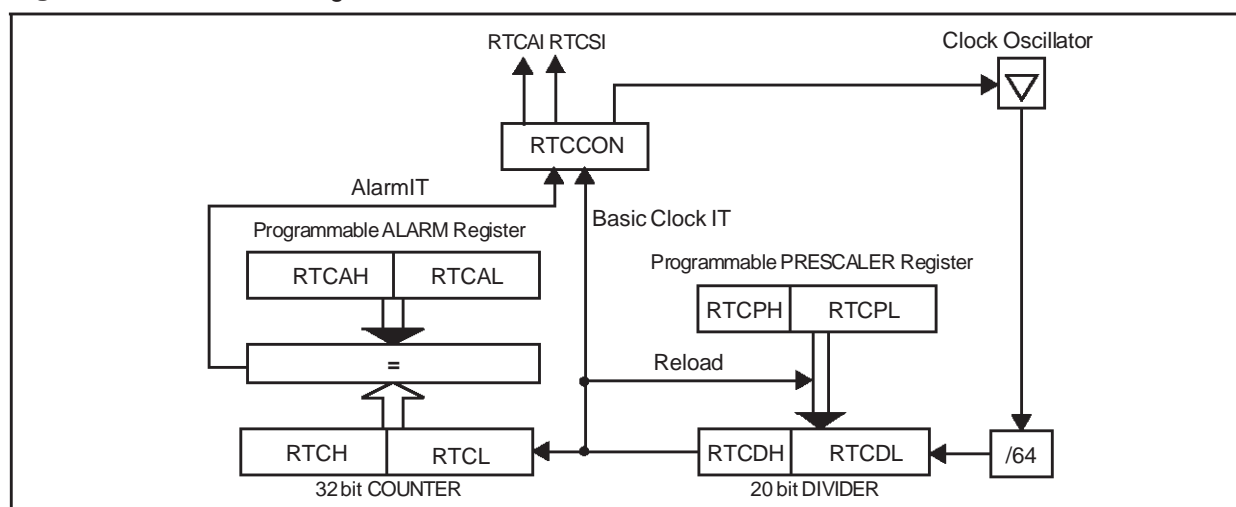 RTCAI RTCSI
Clock Oscillator
RTCCON
AlarmIT
Basic Clock IT
Programmable ALARM Register
RTCAH RTCAL
Programmable PRESCALER Register
RTCPH RTCPL
=
Reload
RTCH RTCL
RTCDH RTCDL
/64
32 bit COUNTER
20 bit DIVIDER